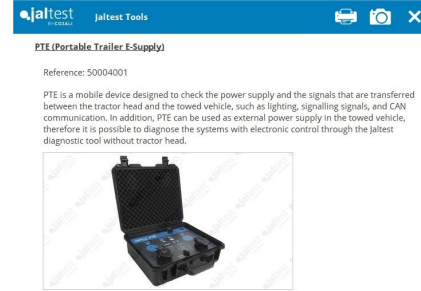 jaltest
BY COJALI
Jaltest Tools
PTE (Portable Trailer E-Supply)
Reference: 50004001
PTE is a mobile device designed to check the power supply and the signals that are transferred
between the tractor head and the towed vehicle, such as lighting, signalling signals, and CAN
communication. In addition, PTE can be used as external power supply in the towed vehicle,
therefore it is possible to diagnose the systems with electronic control through the Jaltest
diagnostic tool without tractor head.